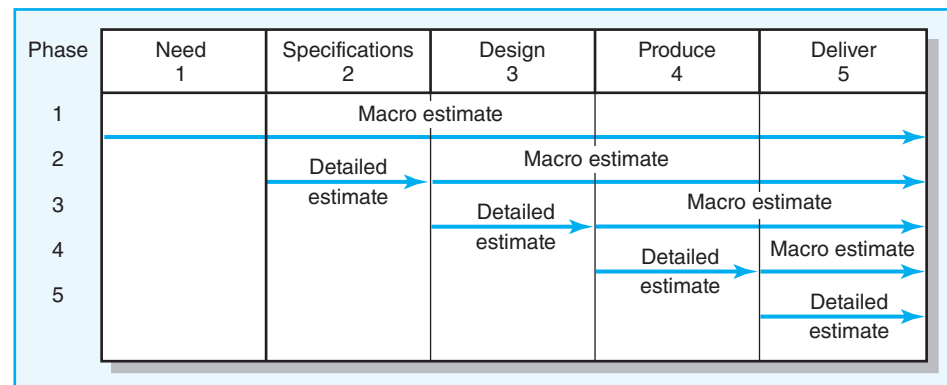 Phase Need Specifications Design Produce Deliver
1 2 3 4 5
1 Macro estimate
2 Detailed estimate Macro estimate
3 Detailed estimate Macro estimate
4 Detailed estimate Macro estimate
5 Detailed estimate